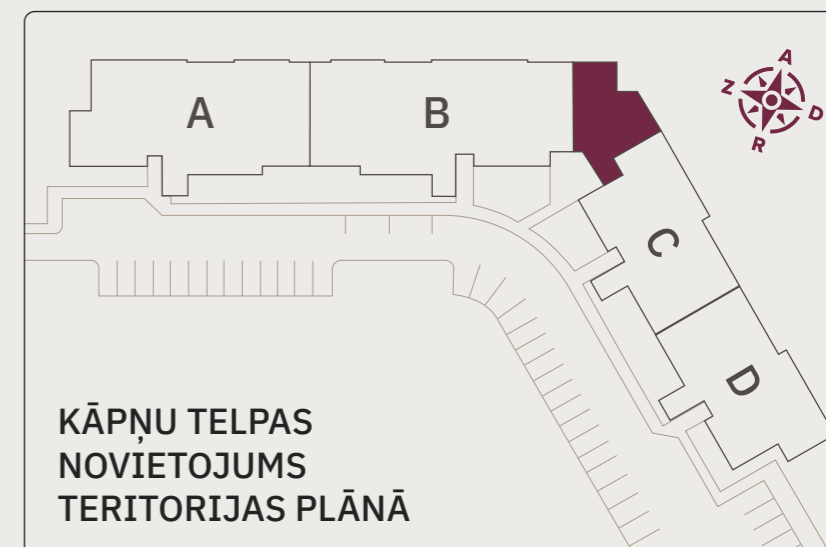 A
B
A
Z
D
R
C
D
KĀPŅU TELPAS
NOVIETOJUMS
TERITORIJAS PLĀNĀ